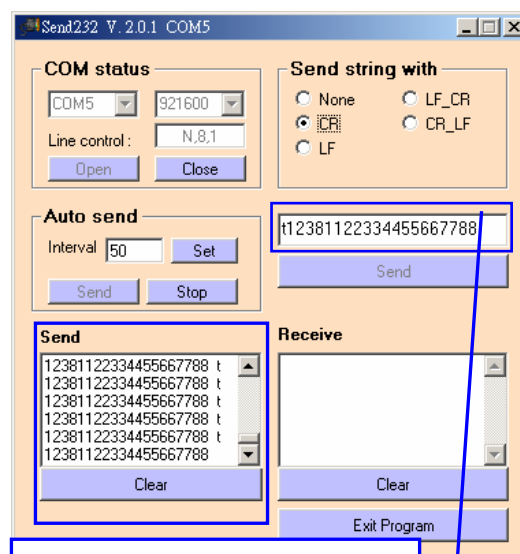 Send232 V. 2.0.1 COM5
COM status
COM5 921600
Line control : N,8,1
Open Close
Send string with
None LF_CR
CR CR_LF
LF
Auto send
Interval 50 Set
Send Stop
t12381122334455667788
Send
Send
12381122334455667788 t
12381122334455667788 t
12381122334455667788 t
12381122334455667788 t
12381122334455667788 t
12381122334455667788
Clear
Receive
Clear
Exit Program